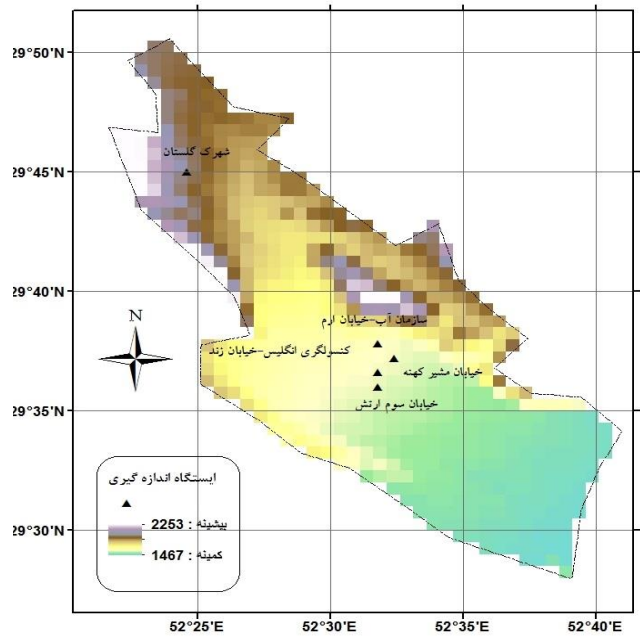 29°50'N
29°45'N
29°40'N
29°35'N
29°30'N
52°25'E
52°30'E
52°35'E
52°40'E
شهرک گلستان
سازمان آب-خیابان ارم
کنسولگری انگلیس-خیابان زند
خیابان مشیر کهنه
خیابان سوم ارتش
N
ایستگاه اندازه گیری
بیشینه : 2253
کمینه : 1467